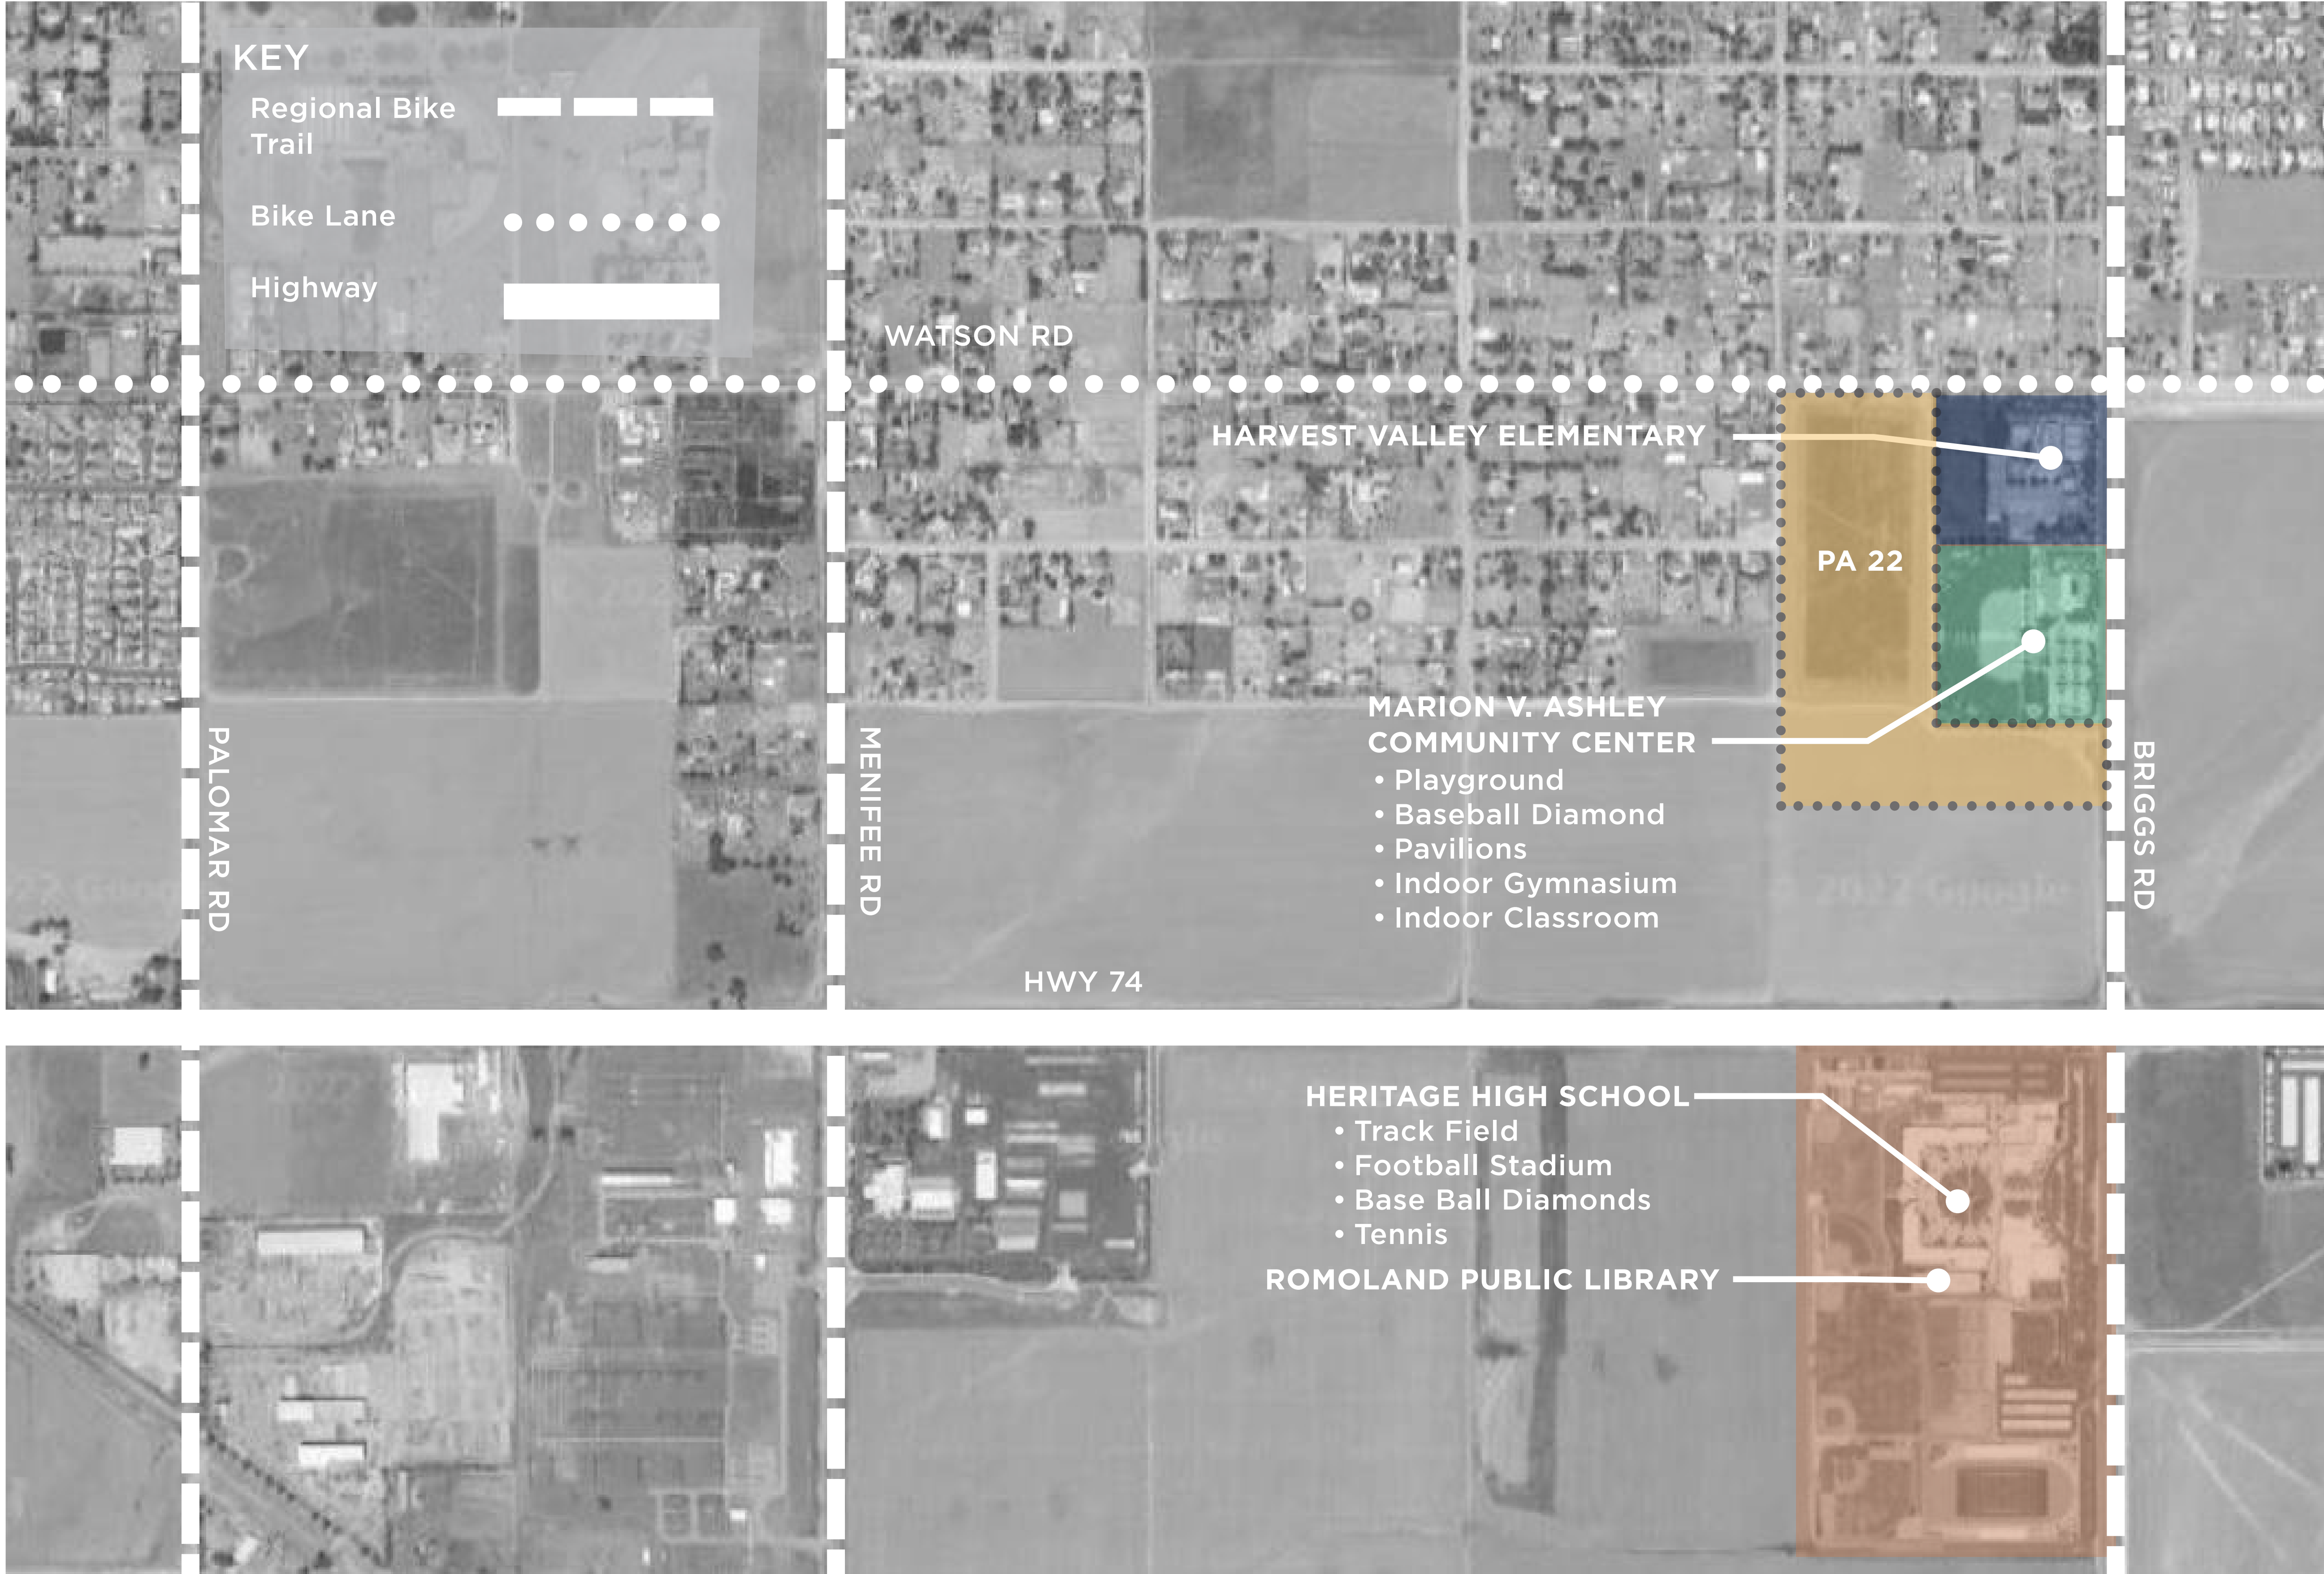 KEY
Regional Bike
Trail
Bike Lane
Highway
WATSON RD
HARVEST VALLEY ELEMENTARY
PA 22
MARION V. ASHLEY
COMMUNITY CENTER
• Playground
• Baseball Diamond
• Pavilions
• Indoor Gymnasium
• Indoor Classroom
PALOMAR RD
MENIFEE RD
BRIGGS RD
2022 Google
HWY 74
HERITAGE HIGH SCHOOL
• Track Field
• Football Stadium
• Base Ball Diamonds
• Tennis
ROMOLAND PUBLIC LIBRARY